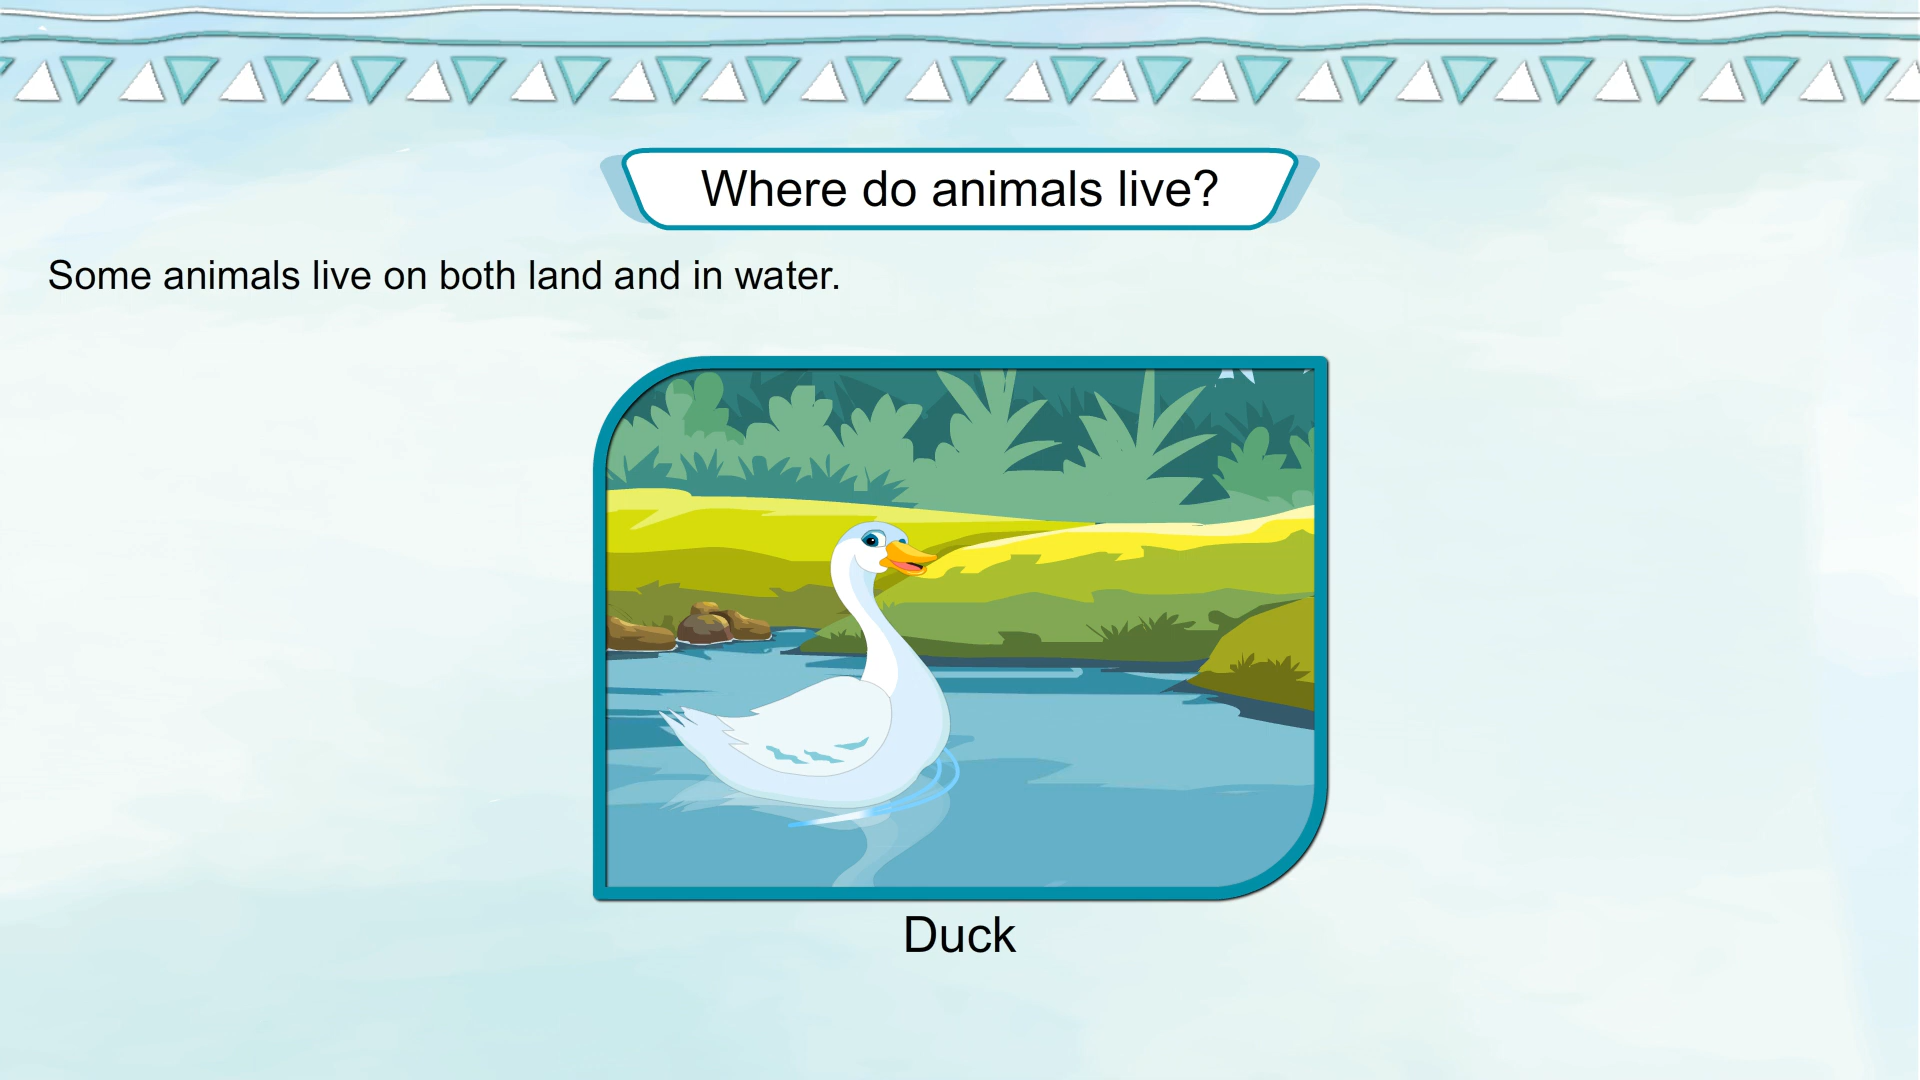 Where do animals live?
Some animals live on both land and in water.
Duck